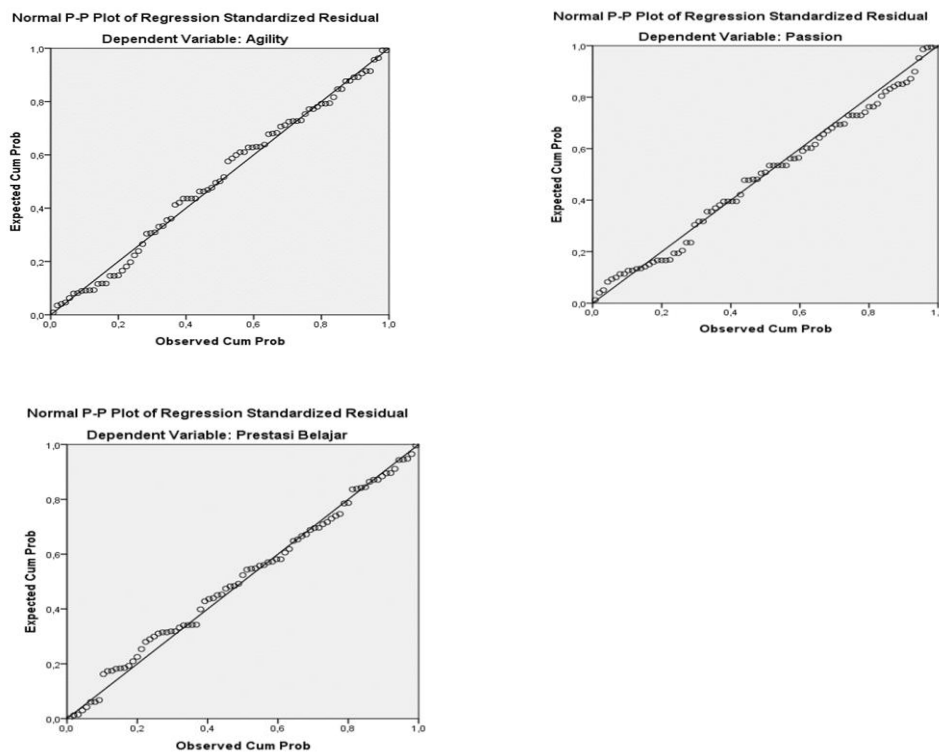 Normal P-P Plot of Regression Standardized Residual
Dependent Variable: Agility
1,0
0,8
0,6
0,4
0,2
0,0
Expected Cum Prob
0,0 0,2 0,4 0,6 0,8 1,0
Observed Cum Prob
Normal P-P Plot of Regression Standardized Residual
Dependent Variable: Passion
1,0
0,8
0,6
0,4
0,2
0,0
Expected Cum Prob
0,0 0,2 0,4 0,6 0,8 1,0
Observed Cum Prob
Normal P-P Plot of Regression Standardized Residual
Dependent Variable: Prestasi Belajar
1,0
0,8
0,6
0,4
0,2
0,0
Expected Cum Prob
0,0 0,2 0,4 0,6 0,8 1,0
Observed Cum Prob